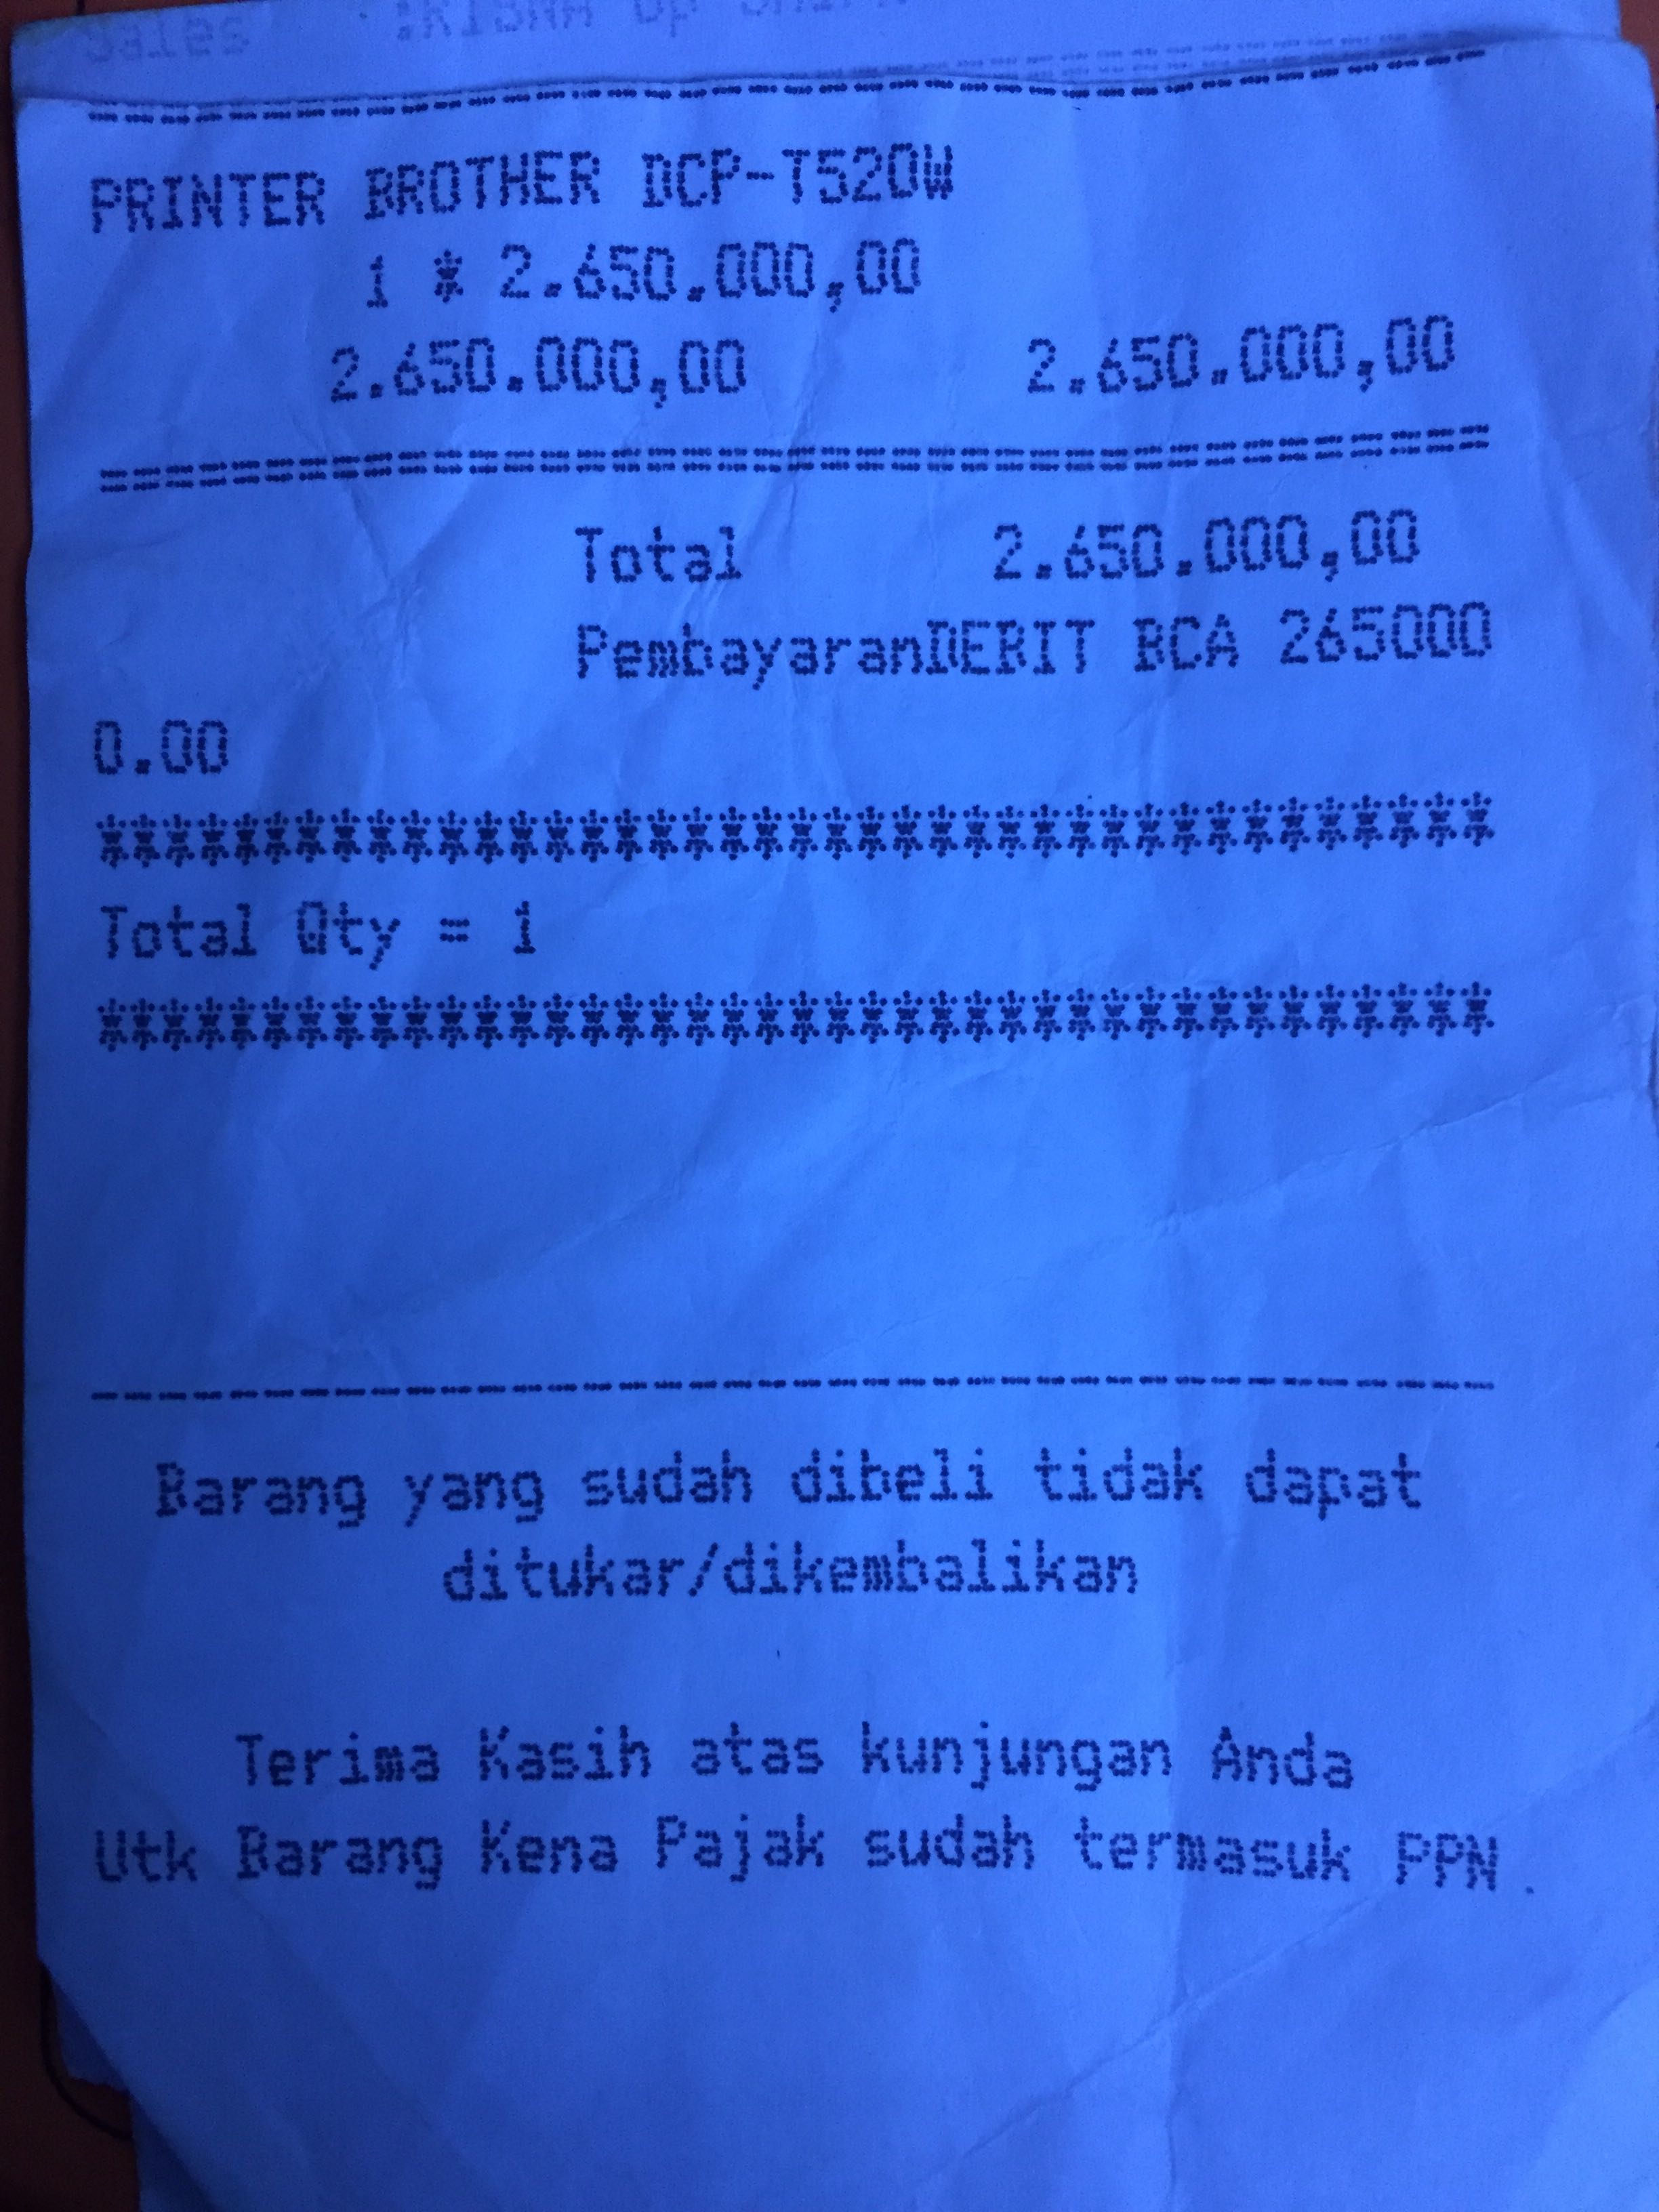 PRINTER BROTHER DCP-T520W
1 * 2.650.000,00
2.650.000,00 2.650.000,00
Total 2.650.000,00
PembayaranDEBIT BCA 265000
0.00
****************************************
Total Qty = 1
****************************************
Barang yang sudah dibeli tidak dapat
ditukar/dikembalikan
Terima Kasih atas kunjungan Anda
Utk Barang Kena Pajak sudah termasuk PPN.